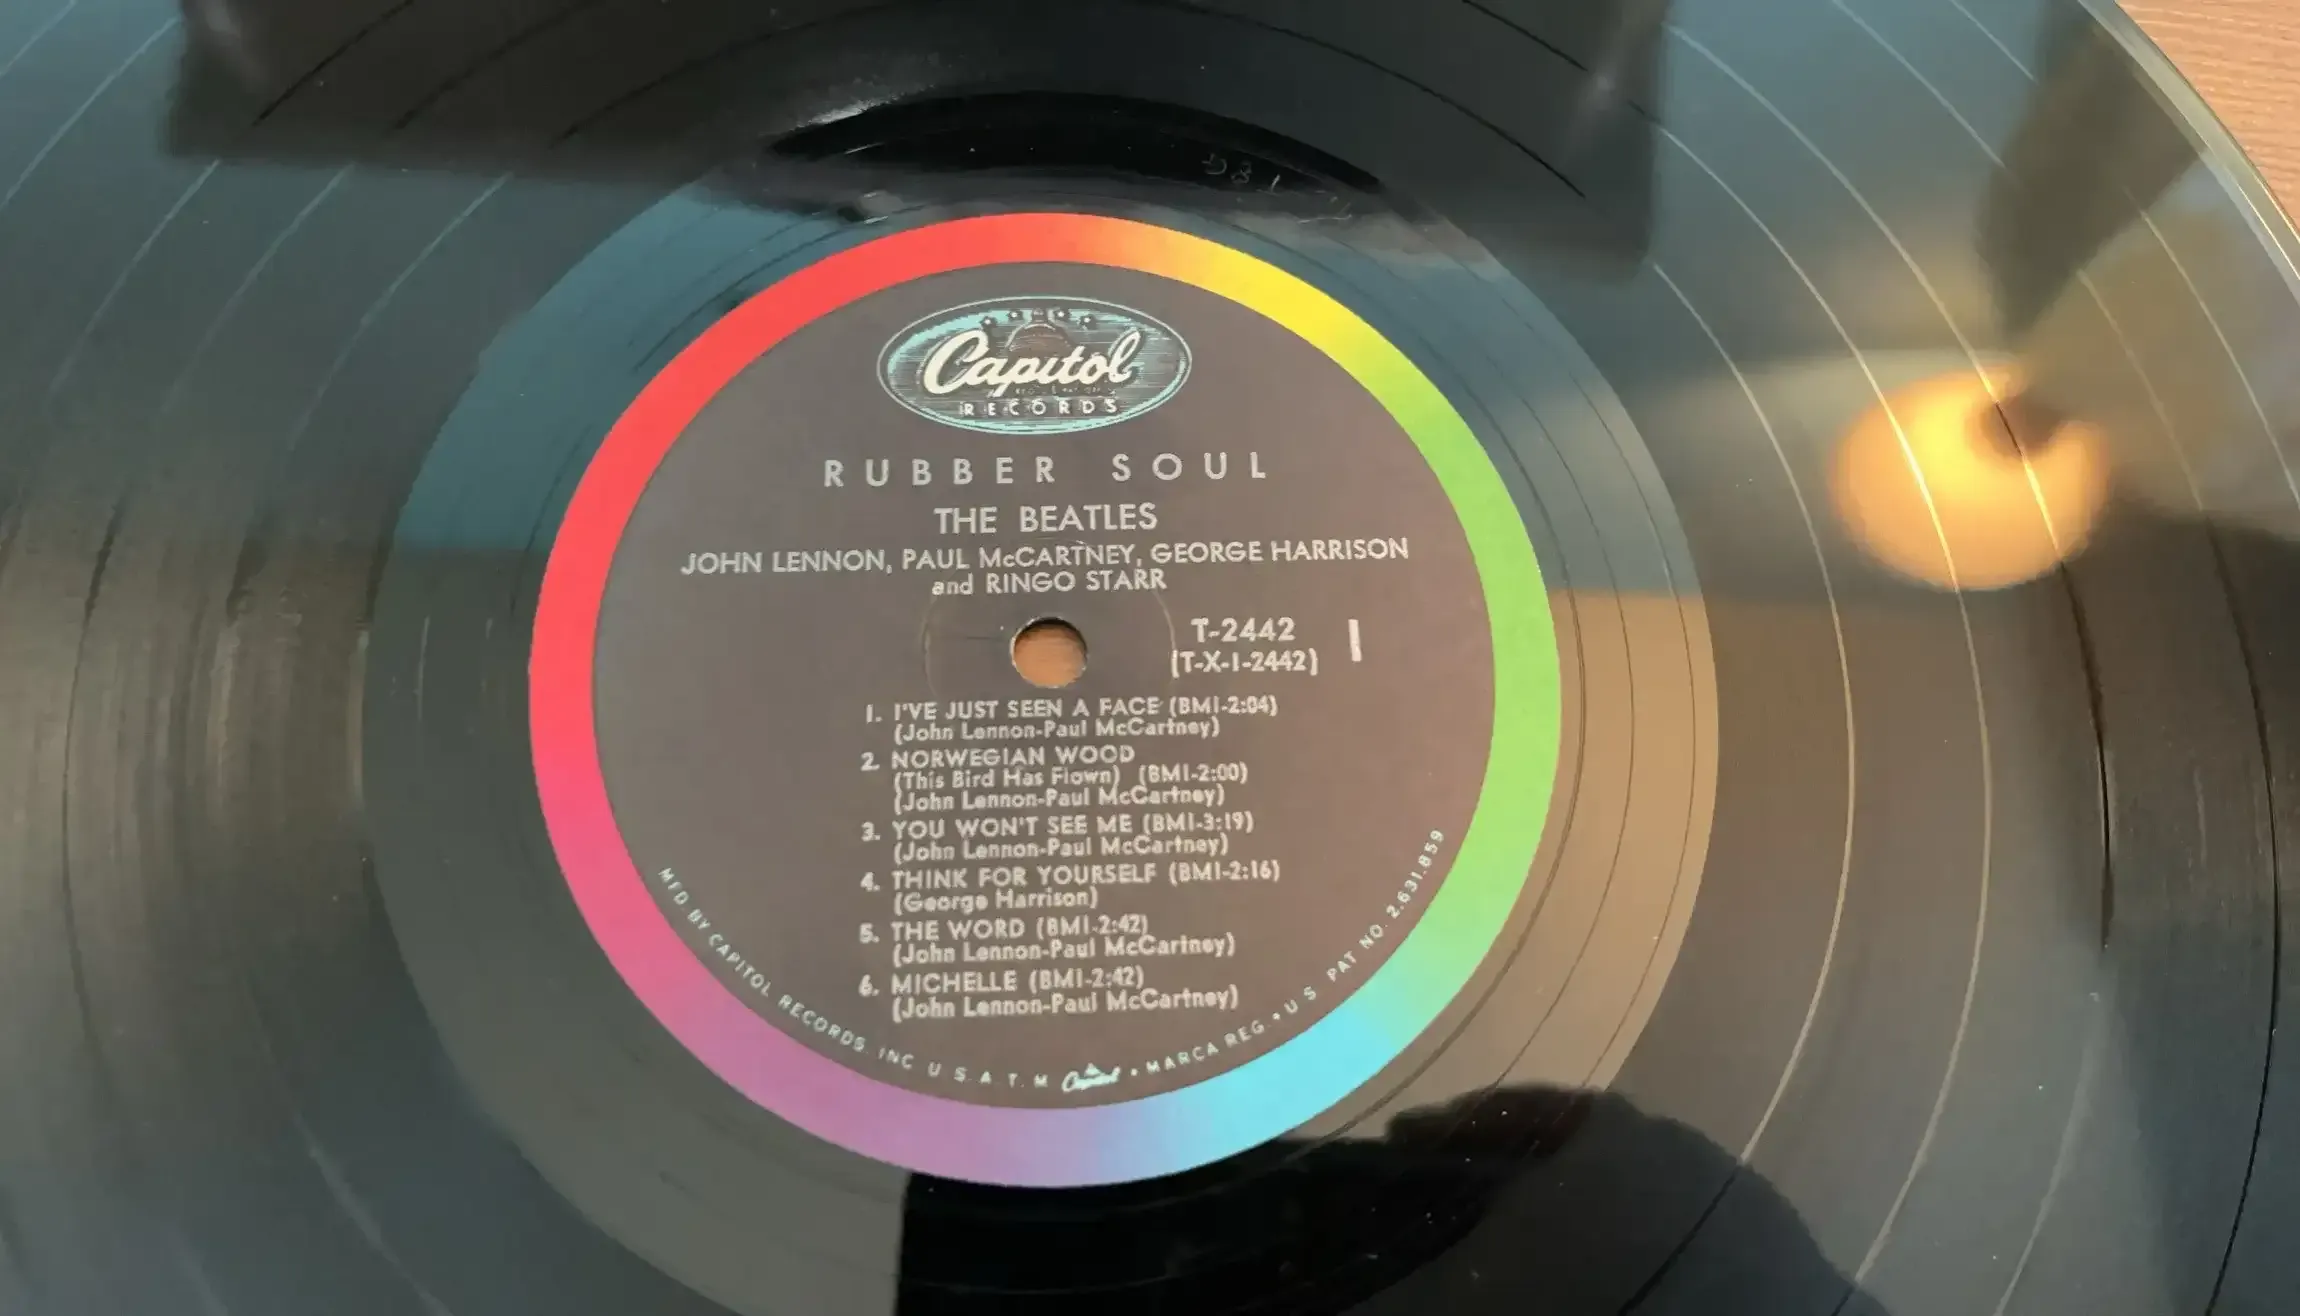 Capitol
RECORDS
RUBBER SOUL
THE BEATLES
JOHN LENNON, PAUL McCARTNEY, GEORGE HARRISON
and RINGO STARR
T-2442
(T-X-1-2442)
1
1. I'VE JUST SEEN A FACE (BMI-2:04)
(John Lennon-Paul McCartney)
2. NORWEGIAN WOOD
(This Bird Has Flown) (BMI-2:00)
(John Lennon-Paul McCartney)
3. YOU WON'T SEE ME (BMI-3:19)
(John Lennon-Paul McCartney)
4. THINK FOR YOURSELF (BMI-2:16)
(George Harrison)
5. THE WORD (BMI-2:42)
(John Lennon-Paul McCartney)
6. MICHELLE (BMI-2:42)
(John Lennon-Paul McCartney)
MFD BY CAPITOL RECORDS. INC U.S.A. T.M. Capitol • MARCA REG. • U.S. PAT NO. 2.631.859